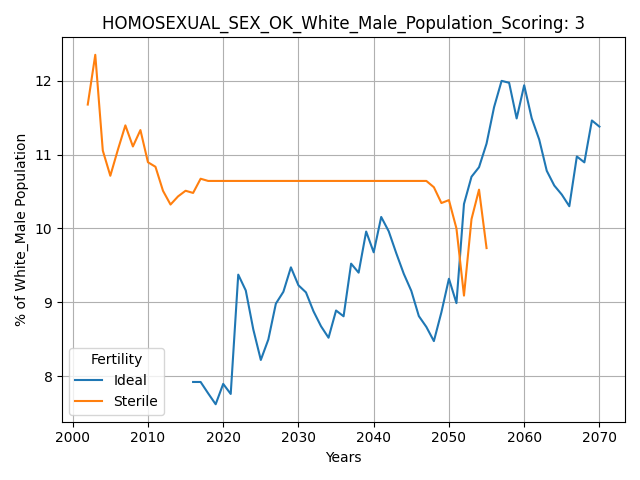 HOMOSEXUAL_SEX_OK_White_Male_Population_Scoring: 3
% of White_Male Population
12
11
10
9
8
Fertility
Ideal
Sterile
2000 2010 2020 2030 2040 2050 2060 2070
Years